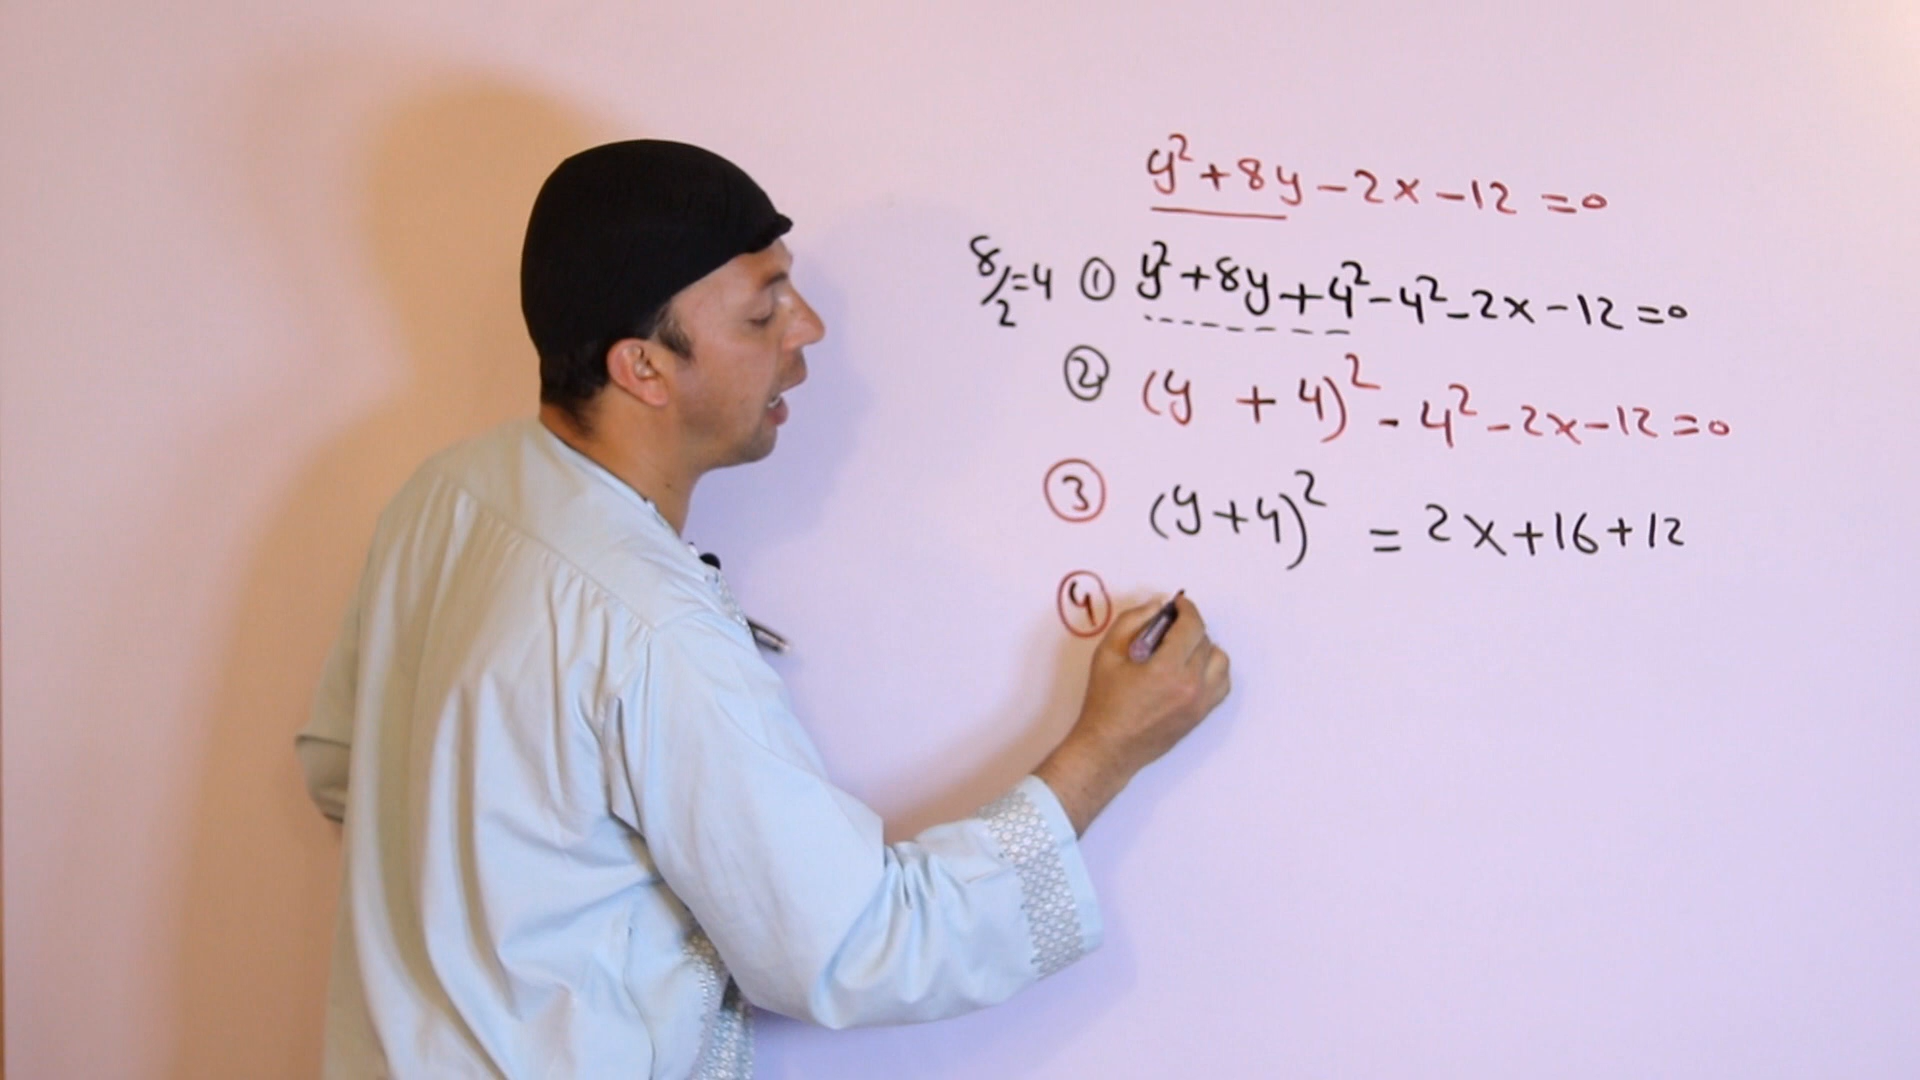 y²+8y-2x-12=0
8/2=4 ① y²+8y+4²-4²-2x-12=0
② (y+4)²-4²-2x-12=0
③ (y+4)²=2x+16+12
④